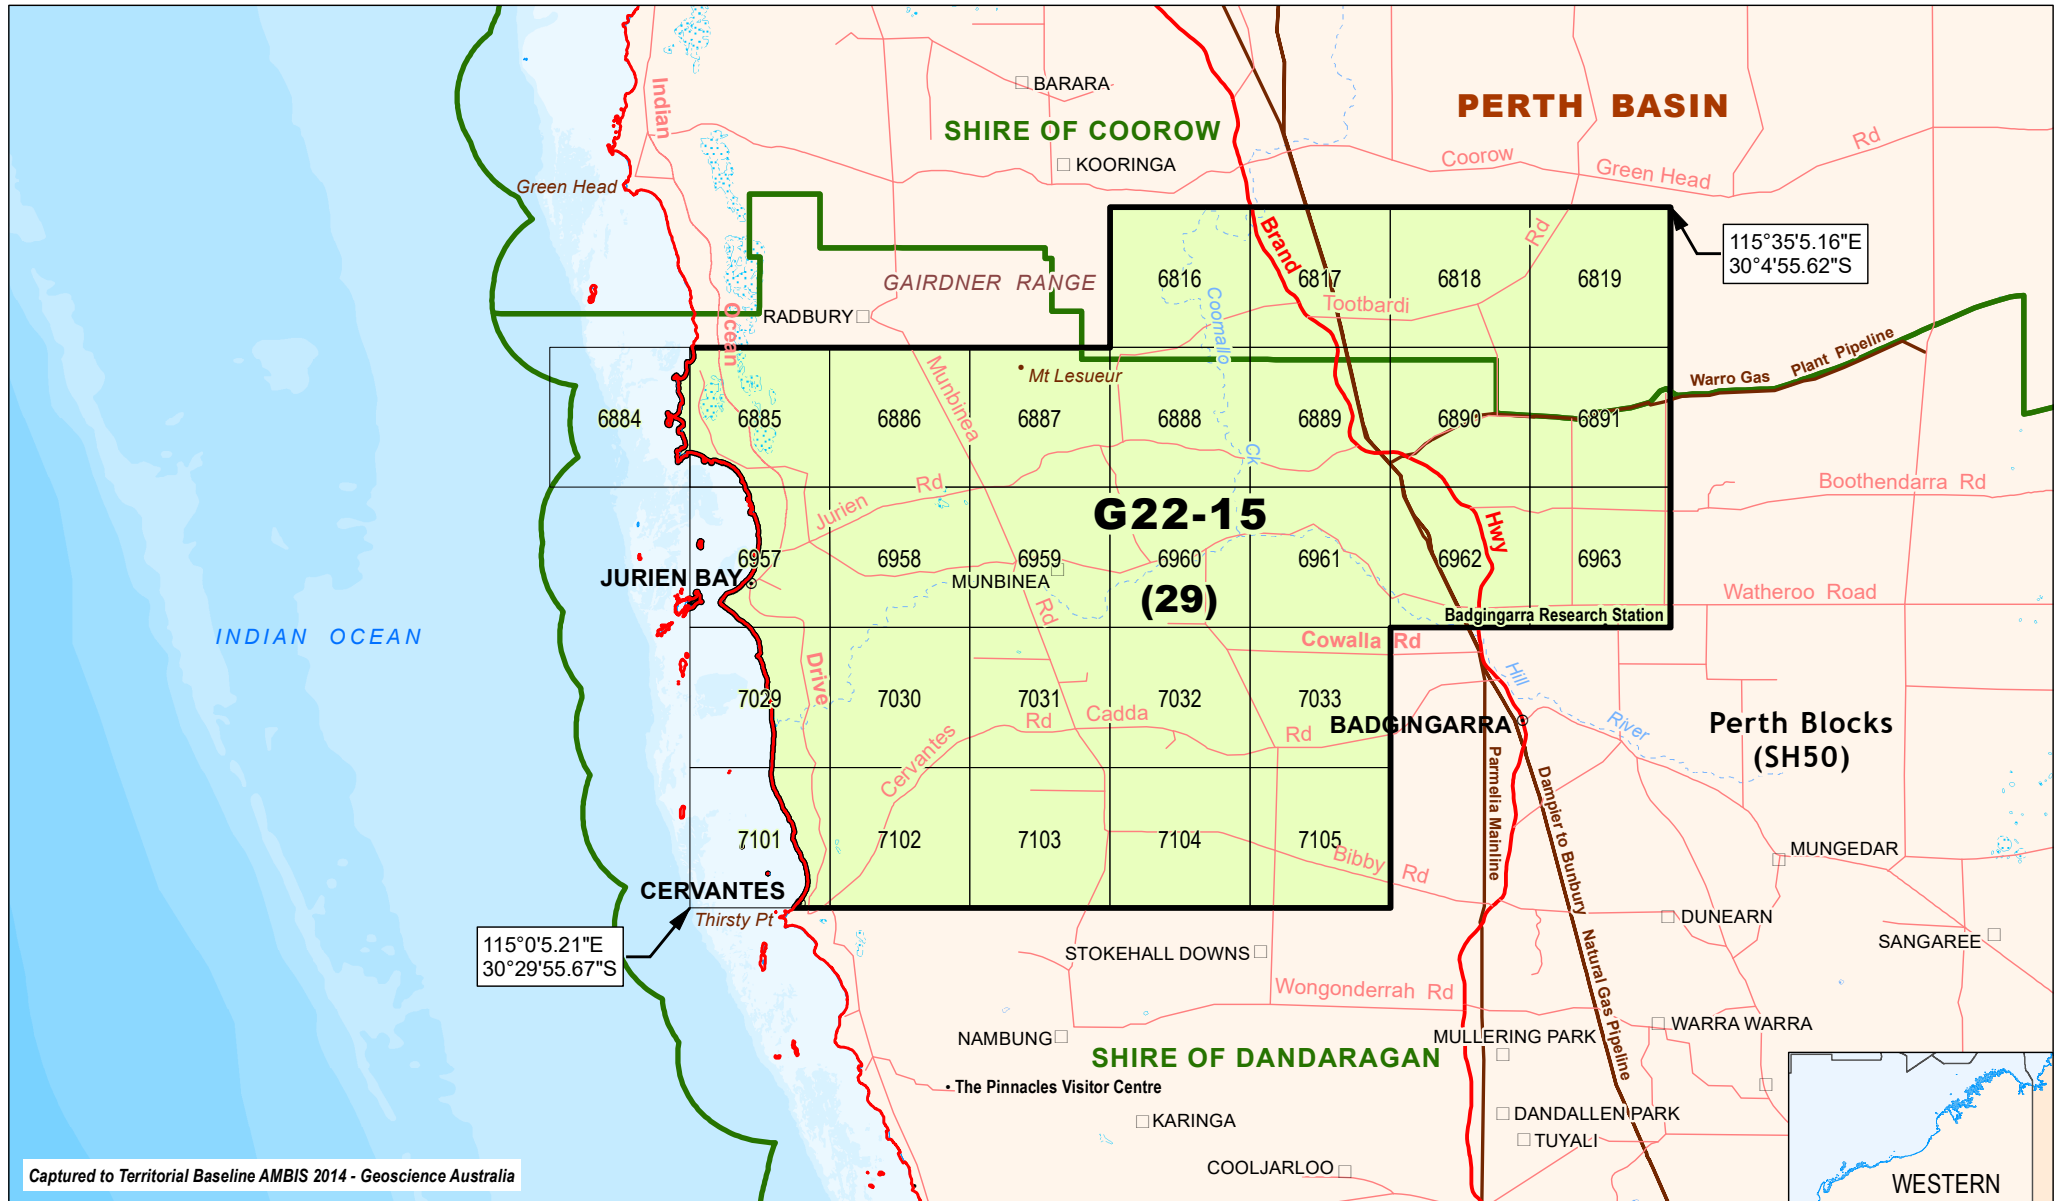 BARARA
PERTH BASIN
SHIRE OF COOROW
Indian
Coorow
Green Head
Rd
KOORINGA
Green Head
Brand
Rd
115°35'5.16"E
30°4'55.62"S
GAIRDNER RANGE
6816
6817
6818
6819
Coomallo
Tootbardi
Ocean
RADBURY
Warro Gas
Plant Pipeline
Mt Lesueur
Munbinea
6884
6885
6886
6887
6888
6889
6890
6891
Ck
Jurien
Rd
Boothendarra Rd
G22-15
Hwy
6957
6958
6959
6960
6961
6962
6963
JURIEN BAY
MUNBINEA
(29)
Rd
Watheroo Road
Badgingarra Research Station
INDIAN OCEAN
Cowalla Rd
Drive
Hill
River
7029
7030
7031
7032
7033
Rd
Cadda
Rd
BADGINGARRA
Perth Blocks
(SH50)
Cervantes
Parmelia Mainline
Dampier to Bunbury
Natural Gas Pipeline
7101
7102
7103
7104
7105
Bibby Rd
MUNGEDAR
CERVANTES
Thirsty Pt
DUNEARN
115°0'5.21"E
30°29'55.67"S
STOKEHALL DOWNS
SANGAREE
Wongonderrah Rd
NAMBUNG
MULLERING PARK
WARRA WARRA
SHIRE OF DANDARAGAN
The Pinnacles Visitor Centre
KARINGA
DANDALLEN PARK
TUYALI
COOLJARLOO
Captured to Territorial Baseline AMBIS 2014 - Geoscience Australia
WESTERN